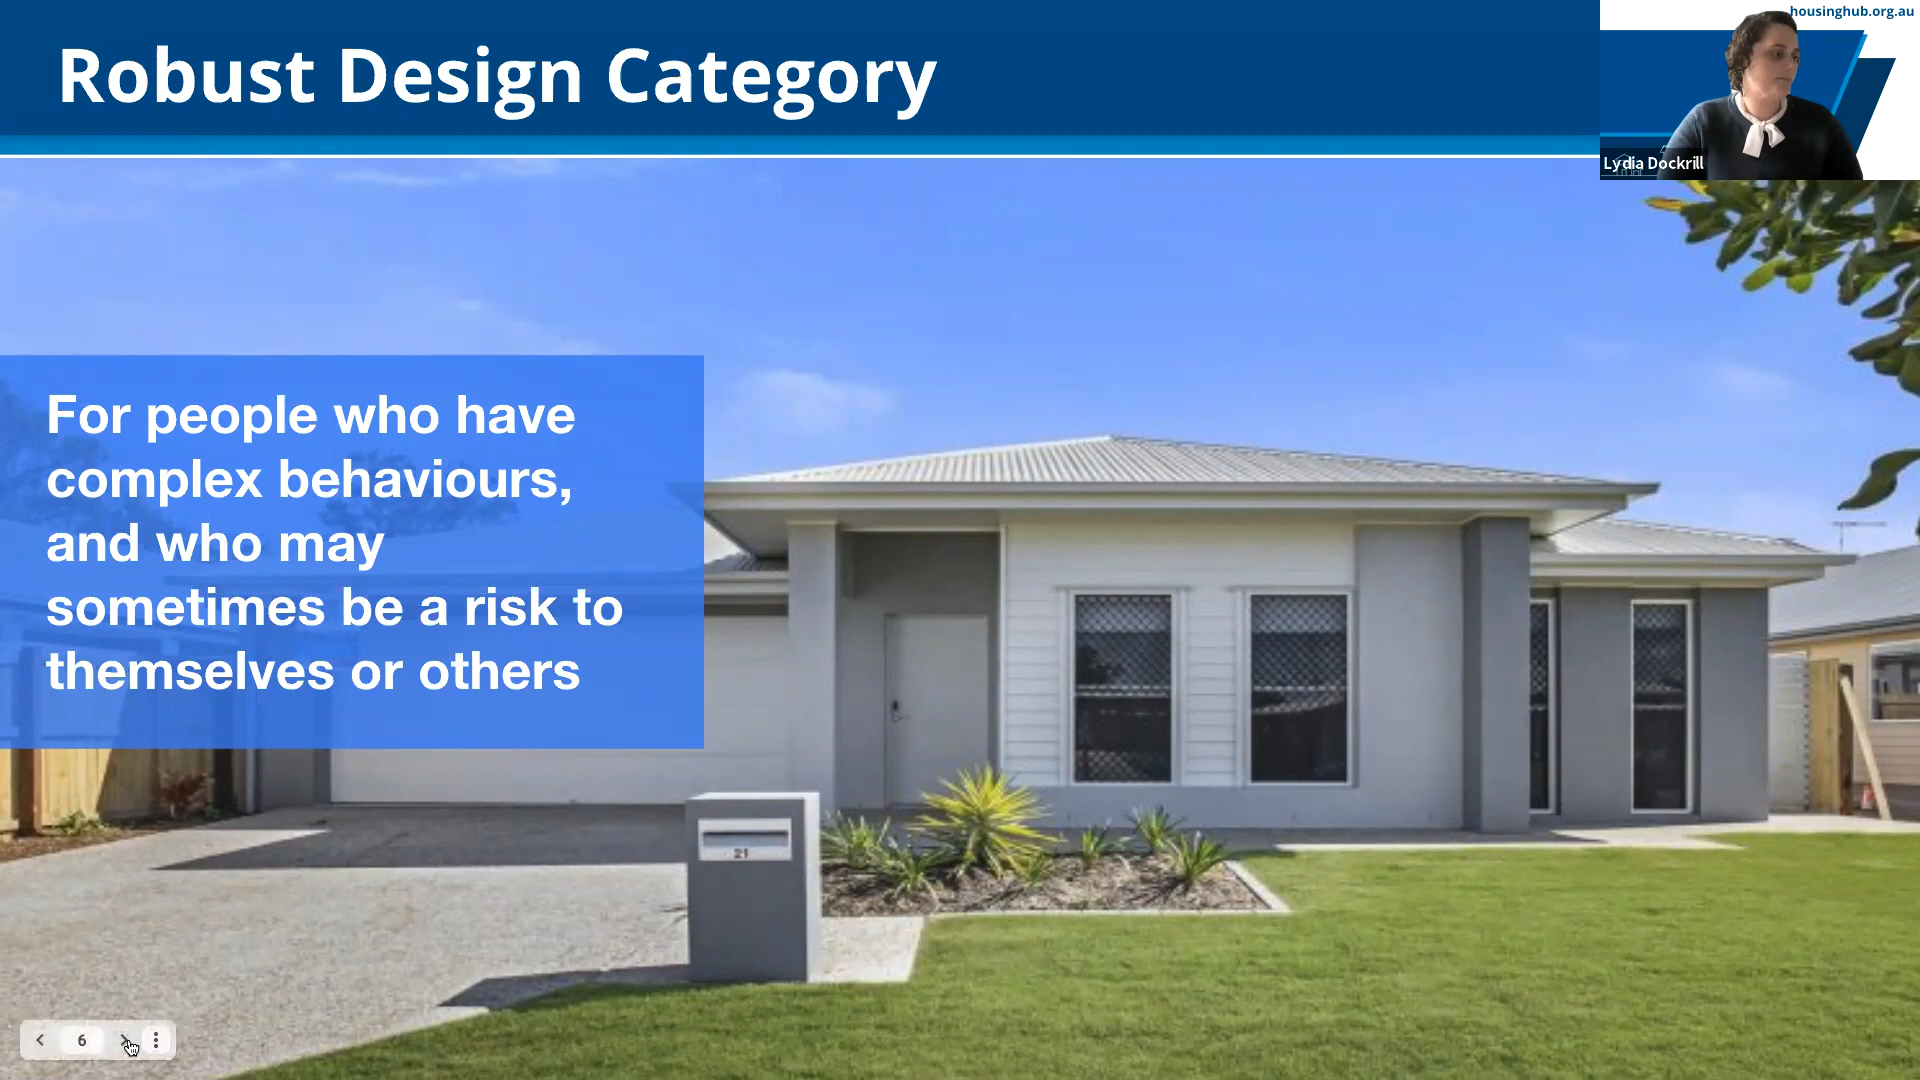 Robust Design Category
housinghub.org.au
Lydia Dockrill
For people who have
complex behaviours,
and who may
sometimes be a risk to
themselves or others
21
6